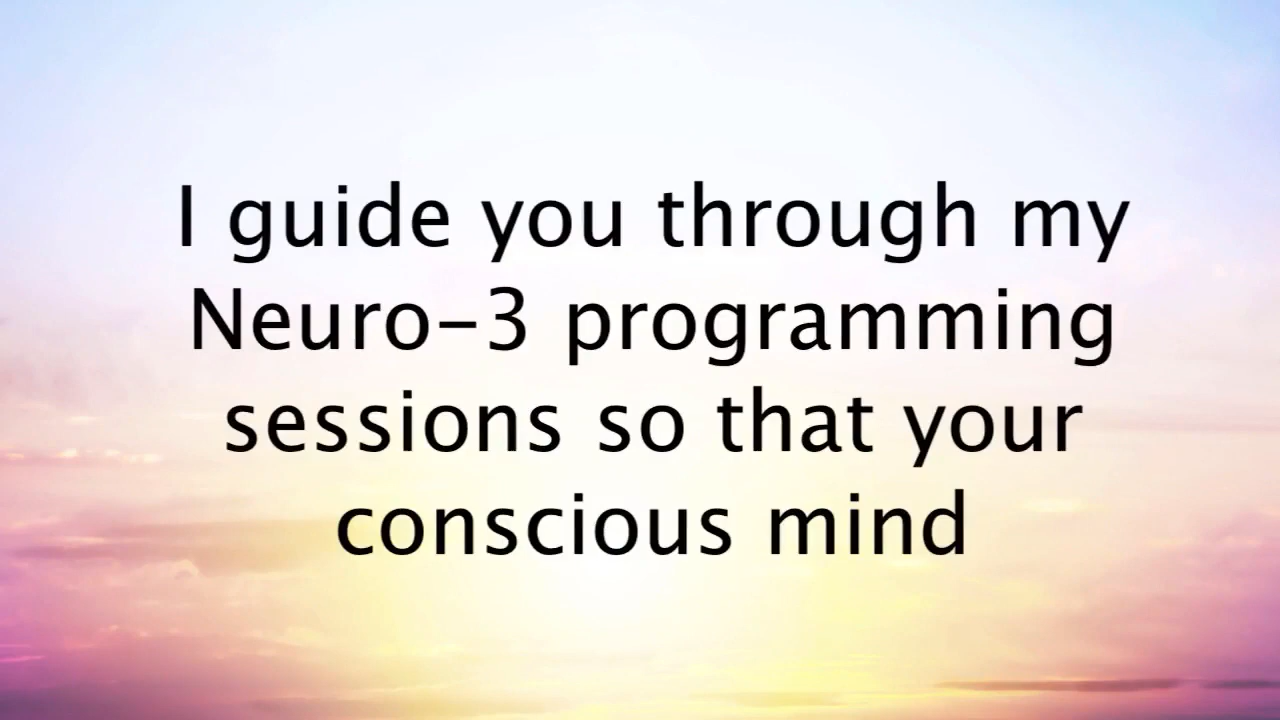 I guide you through my
Neuro-3 programming
sessions so that your
conscious mind